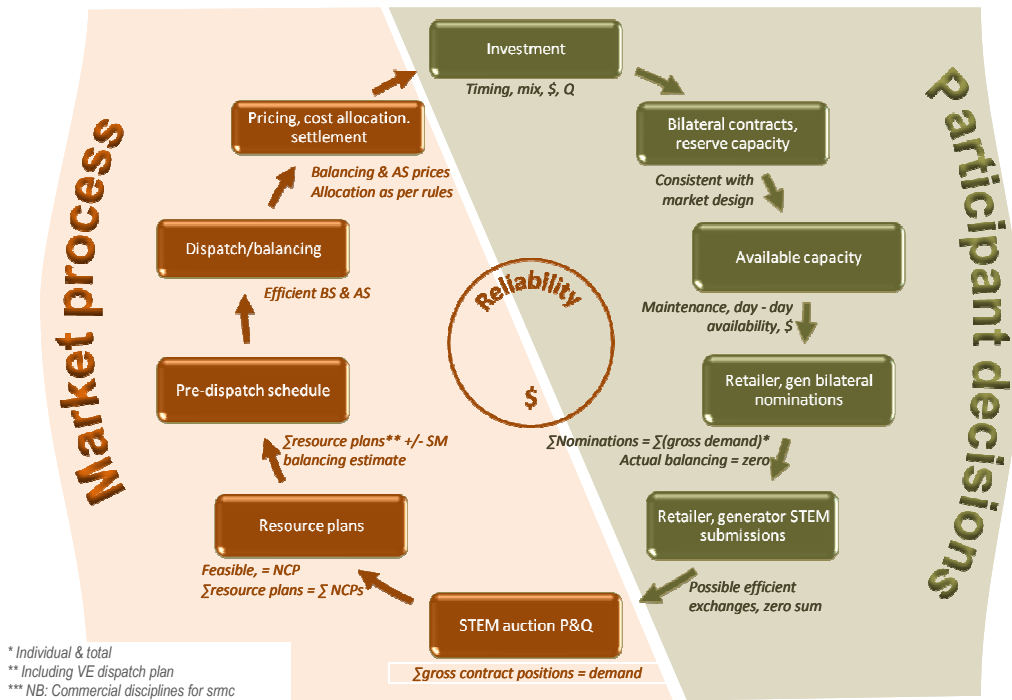 Market process
Participant decisions
Investment
Timing, mix, $, Q
Bilateral contracts,
reserve capacity
Consistent with
market design
Available capacity
Maintenance, day - day
availability, $
Retailer, gen bilateral
nominations
∑Nominations = ∑(gross demand)*
Actual balancing = zero
Retailer, generator STEM
submissions
Possible efficient
exchanges, zero sum
STEM auction P&Q
∑gross contract positions = demand
Resource plans
Feasible, = NCP
∑resource plans = ∑ NCPs
Pre-dispatch schedule
∑resource plans** +/- SM
balancing estimate
Dispatch/balancing
Efficient BS & AS
Pricing, cost allocation.
settlement
Balancing & AS prices
Allocation as per rules
Reliability
$
* Individual & total
** Including VE dispatch plan
*** NB: Commercial disciplines for srmc